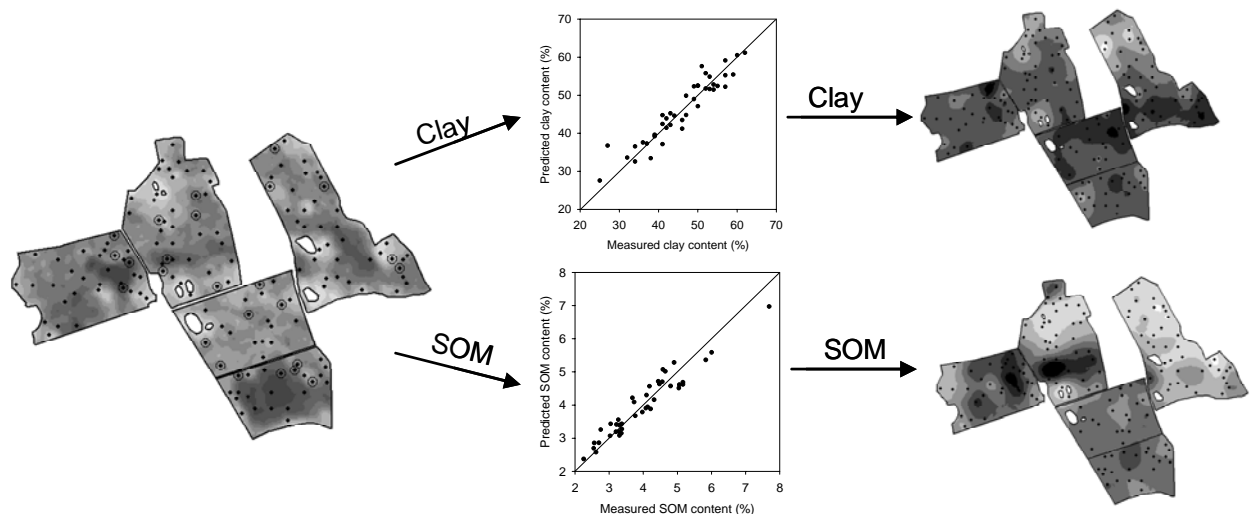 Clay
SOM
70
60
50
40
30
20
Predicted clay content (%)
20 30 40 50 60 70
Measured clay content (%)
8
7
6
5
4
3
2
Predicted SOM content (%)
2 3 4 5 6 7 8
Measured SOM content (%)
Clay
SOM